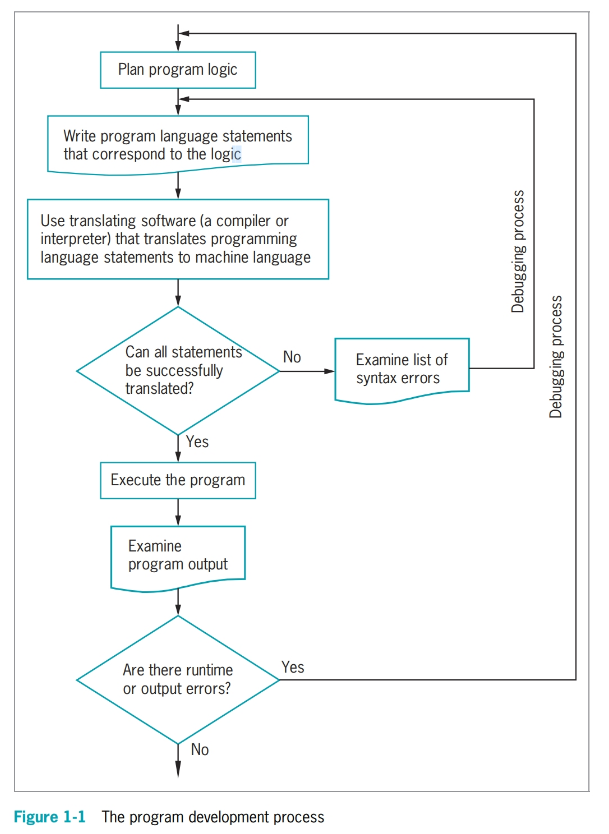 Plan program logic
Write program language statements
that correspond to the logic
Use translating software (a compiler or
interpreter) that translates programming
language statements to machine language
Debugging process
Debugging process
Can all statements
be successfully
translated?
No
Examine list of
syntax errors
Yes
Execute the program
Examine
program output
Are there runtime
or output errors?
Yes
No
Figure 1-1 The program development process